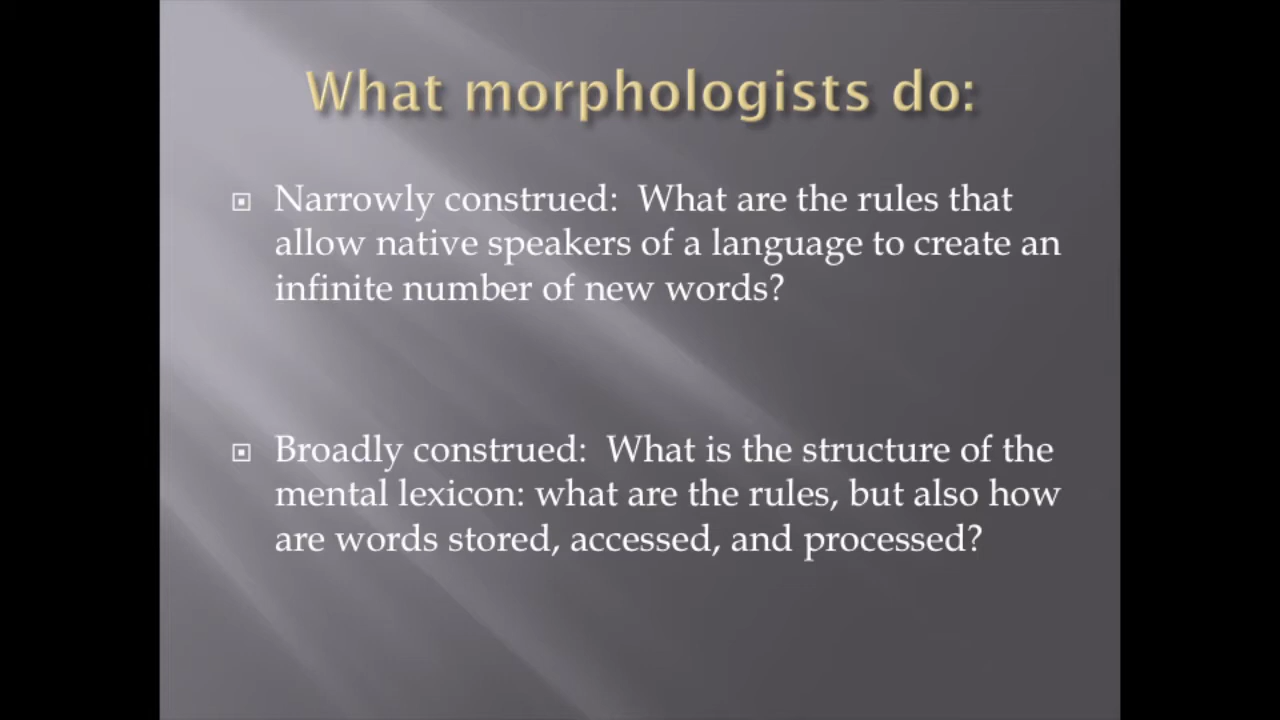 What morphologists do:
Narrowly construed:  What are the rules that
allow native speakers of a language to create an
infinite number of new words?
Broadly construed:  What is the structure of the
mental lexicon: what are the rules, but also how
are words stored, accessed, and processed?